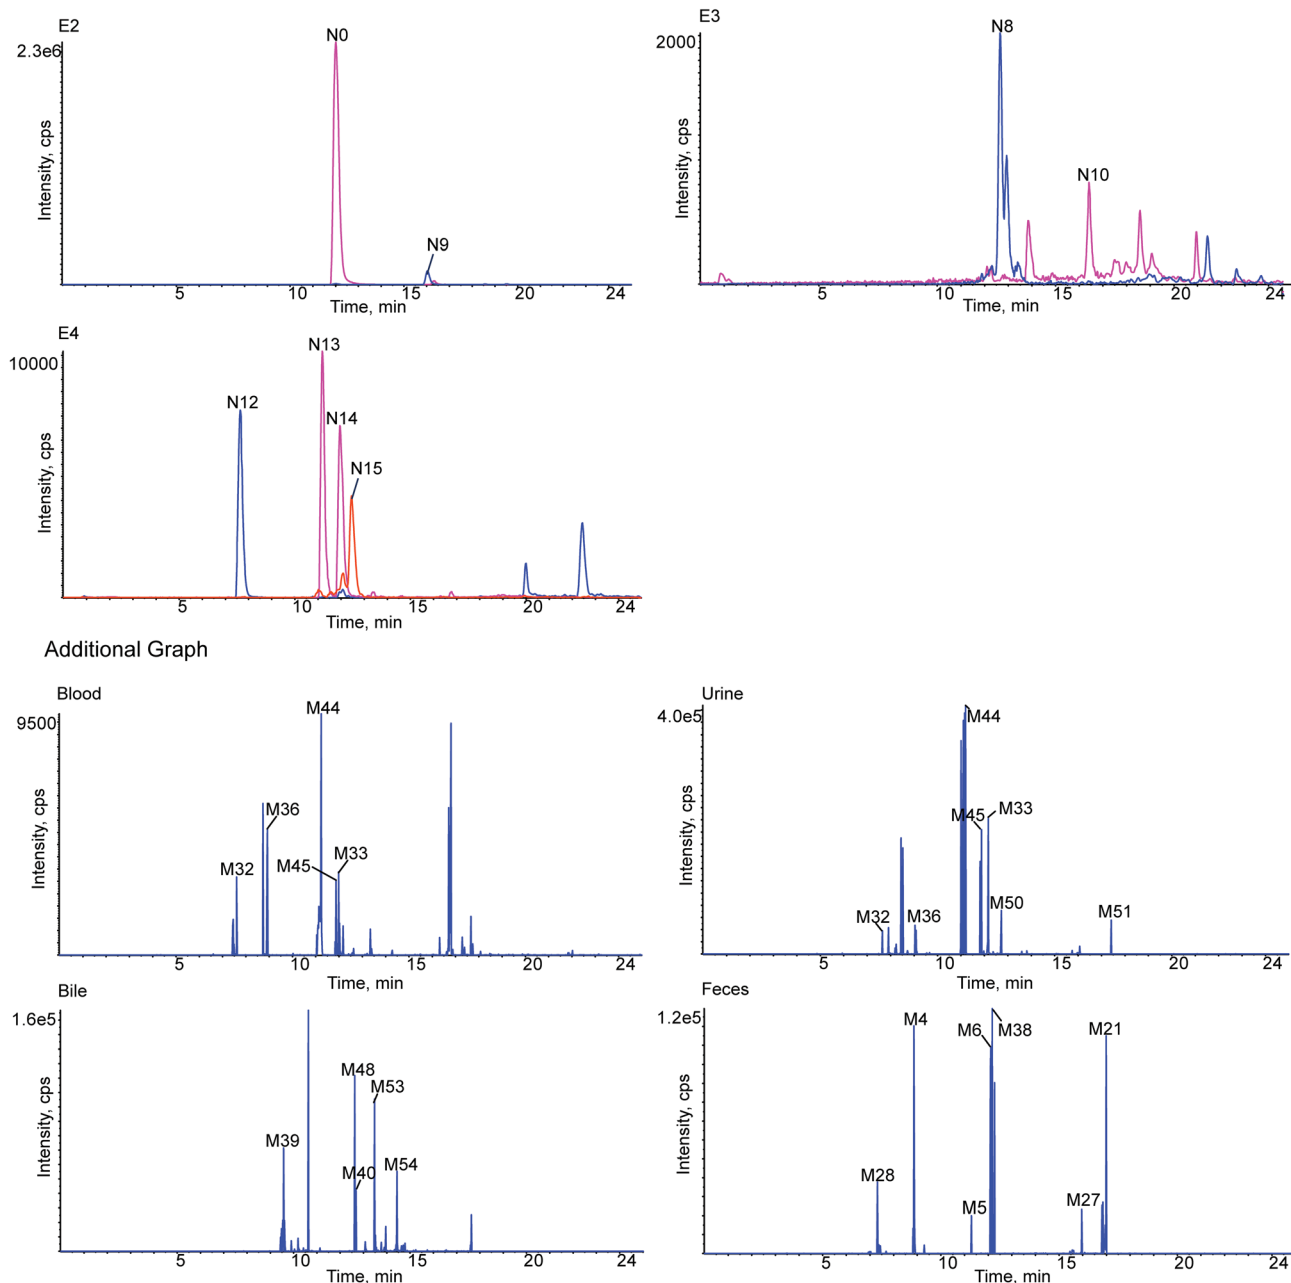 E2
2.3e6
N0
N9
Intensity, cps
5 10 15 20 24
Time, min
E3
2000
N8
N10
Intensity, cps
5 10 15 20 24
Time, min
E4
10000
N12
N13
N14
N15
Intensity, cps
5 10 15 20 24
Time, min
Additional Graph
Blood
9500
M44
M36
M32
M45
M33
Intensity, cps
5 10 15 20 24
Time, min
Urine
4.0e5
M44
M45
M33
M32
M36
M50
M51
Intensity, cps
5 10 15 20 24
Time, min
Bile
1.6e5
M48
M53
M39
M40
M54
Intensity, cps
5 10 15 20 24
Time, min
Feces
1.2e5
M4
M6
M38
M21
M28
M5
M27
Intensity, cps
5 10 15 20 24
Time, min